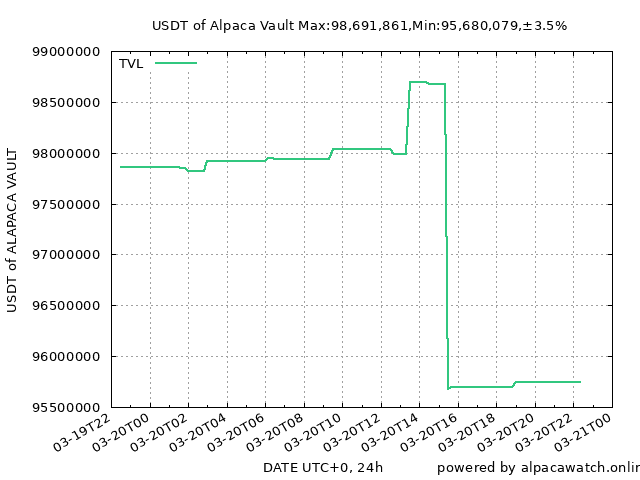 USDT of Alpaca Vault Max:98,691,861,Min:95,680,079,±3.5%
TVL
99000000
98500000
98000000
97500000
97000000
96500000
96000000
95500000
USDT of ALAPACA VAULT
03-19T22
03-20T00
03-20T02
03-20T04
03-20T06
03-20T08
03-20T10
03-20T12
03-20T14
03-20T16
03-20T18
03-20T20
03-20T22
03-21T00
DATE UTC+0, 24h
powered by alpacawatch.onlin